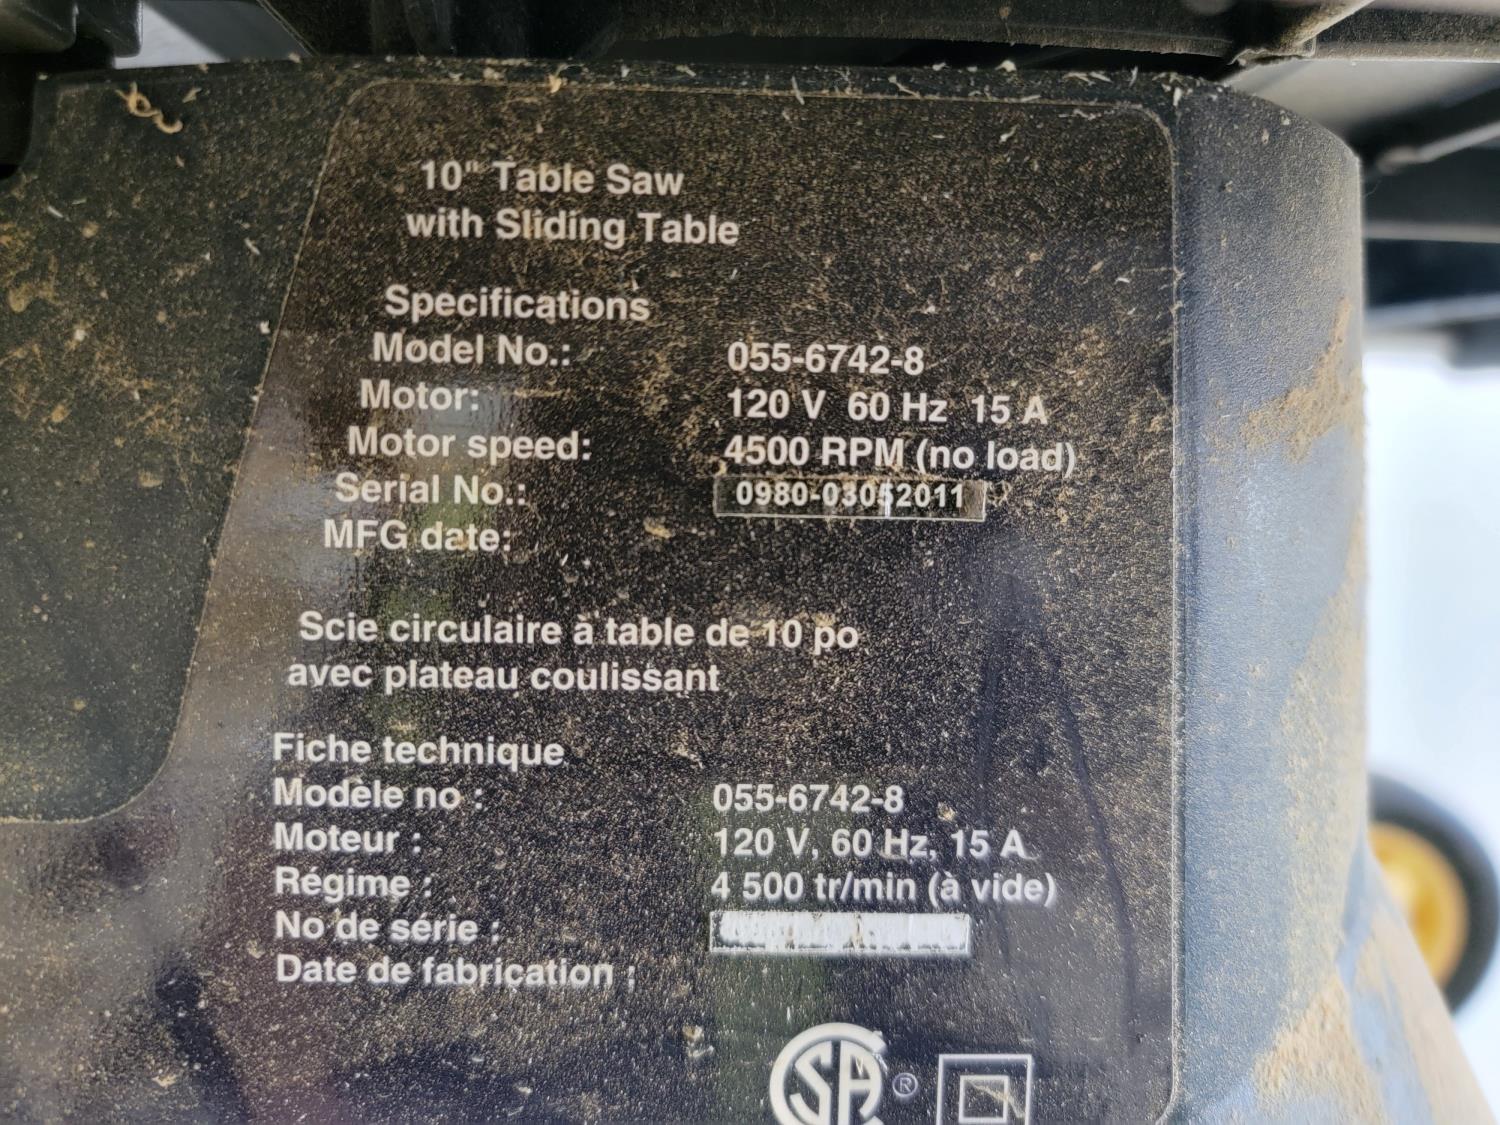 10" Table Saw
with Sliding Table
Specifications
Model No.: 055-6742-8
Motor: 120 V 60 Hz 15 A
Motor speed: 4500 RPM (no load)
Serial No.: 0980-03052011
MFG date:
Scie circulaire à table de 10 po
avec plateau coulissant
Fiche technique
Modèle no : 055-6742-8
Moteur : 120 V, 60 Hz, 15 A
Régime : 4 500 tr/min (à vide)
No de série :
Date de fabrication :
CSA ®